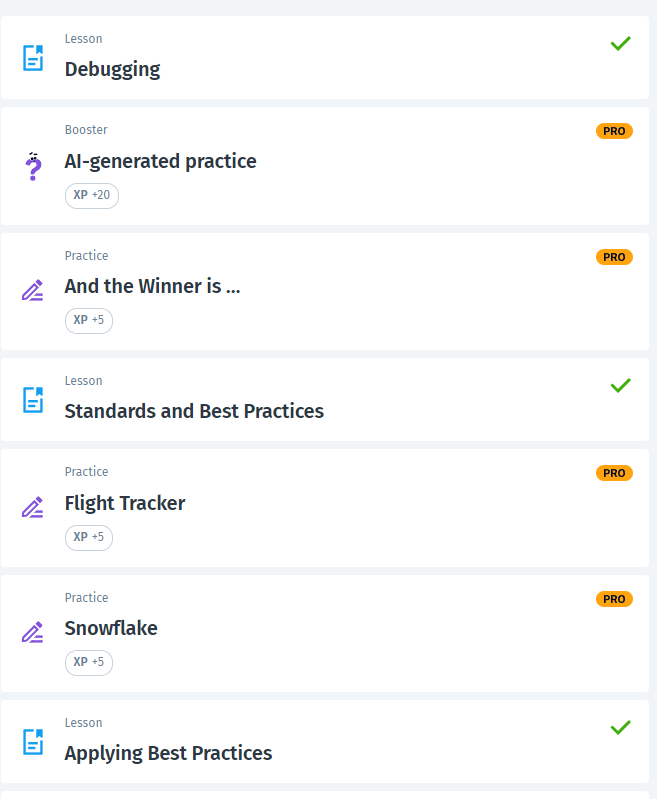 Lesson
Debugging
Booster
PRO
AI-generated practice
XP +20
Practice
PRO
And the Winner is ...
XP +5
Lesson
Standards and Best Practices
Practice
PRO
Flight Tracker
XP +5
Practice
PRO
Snowflake
XP +5
Lesson
Applying Best Practices